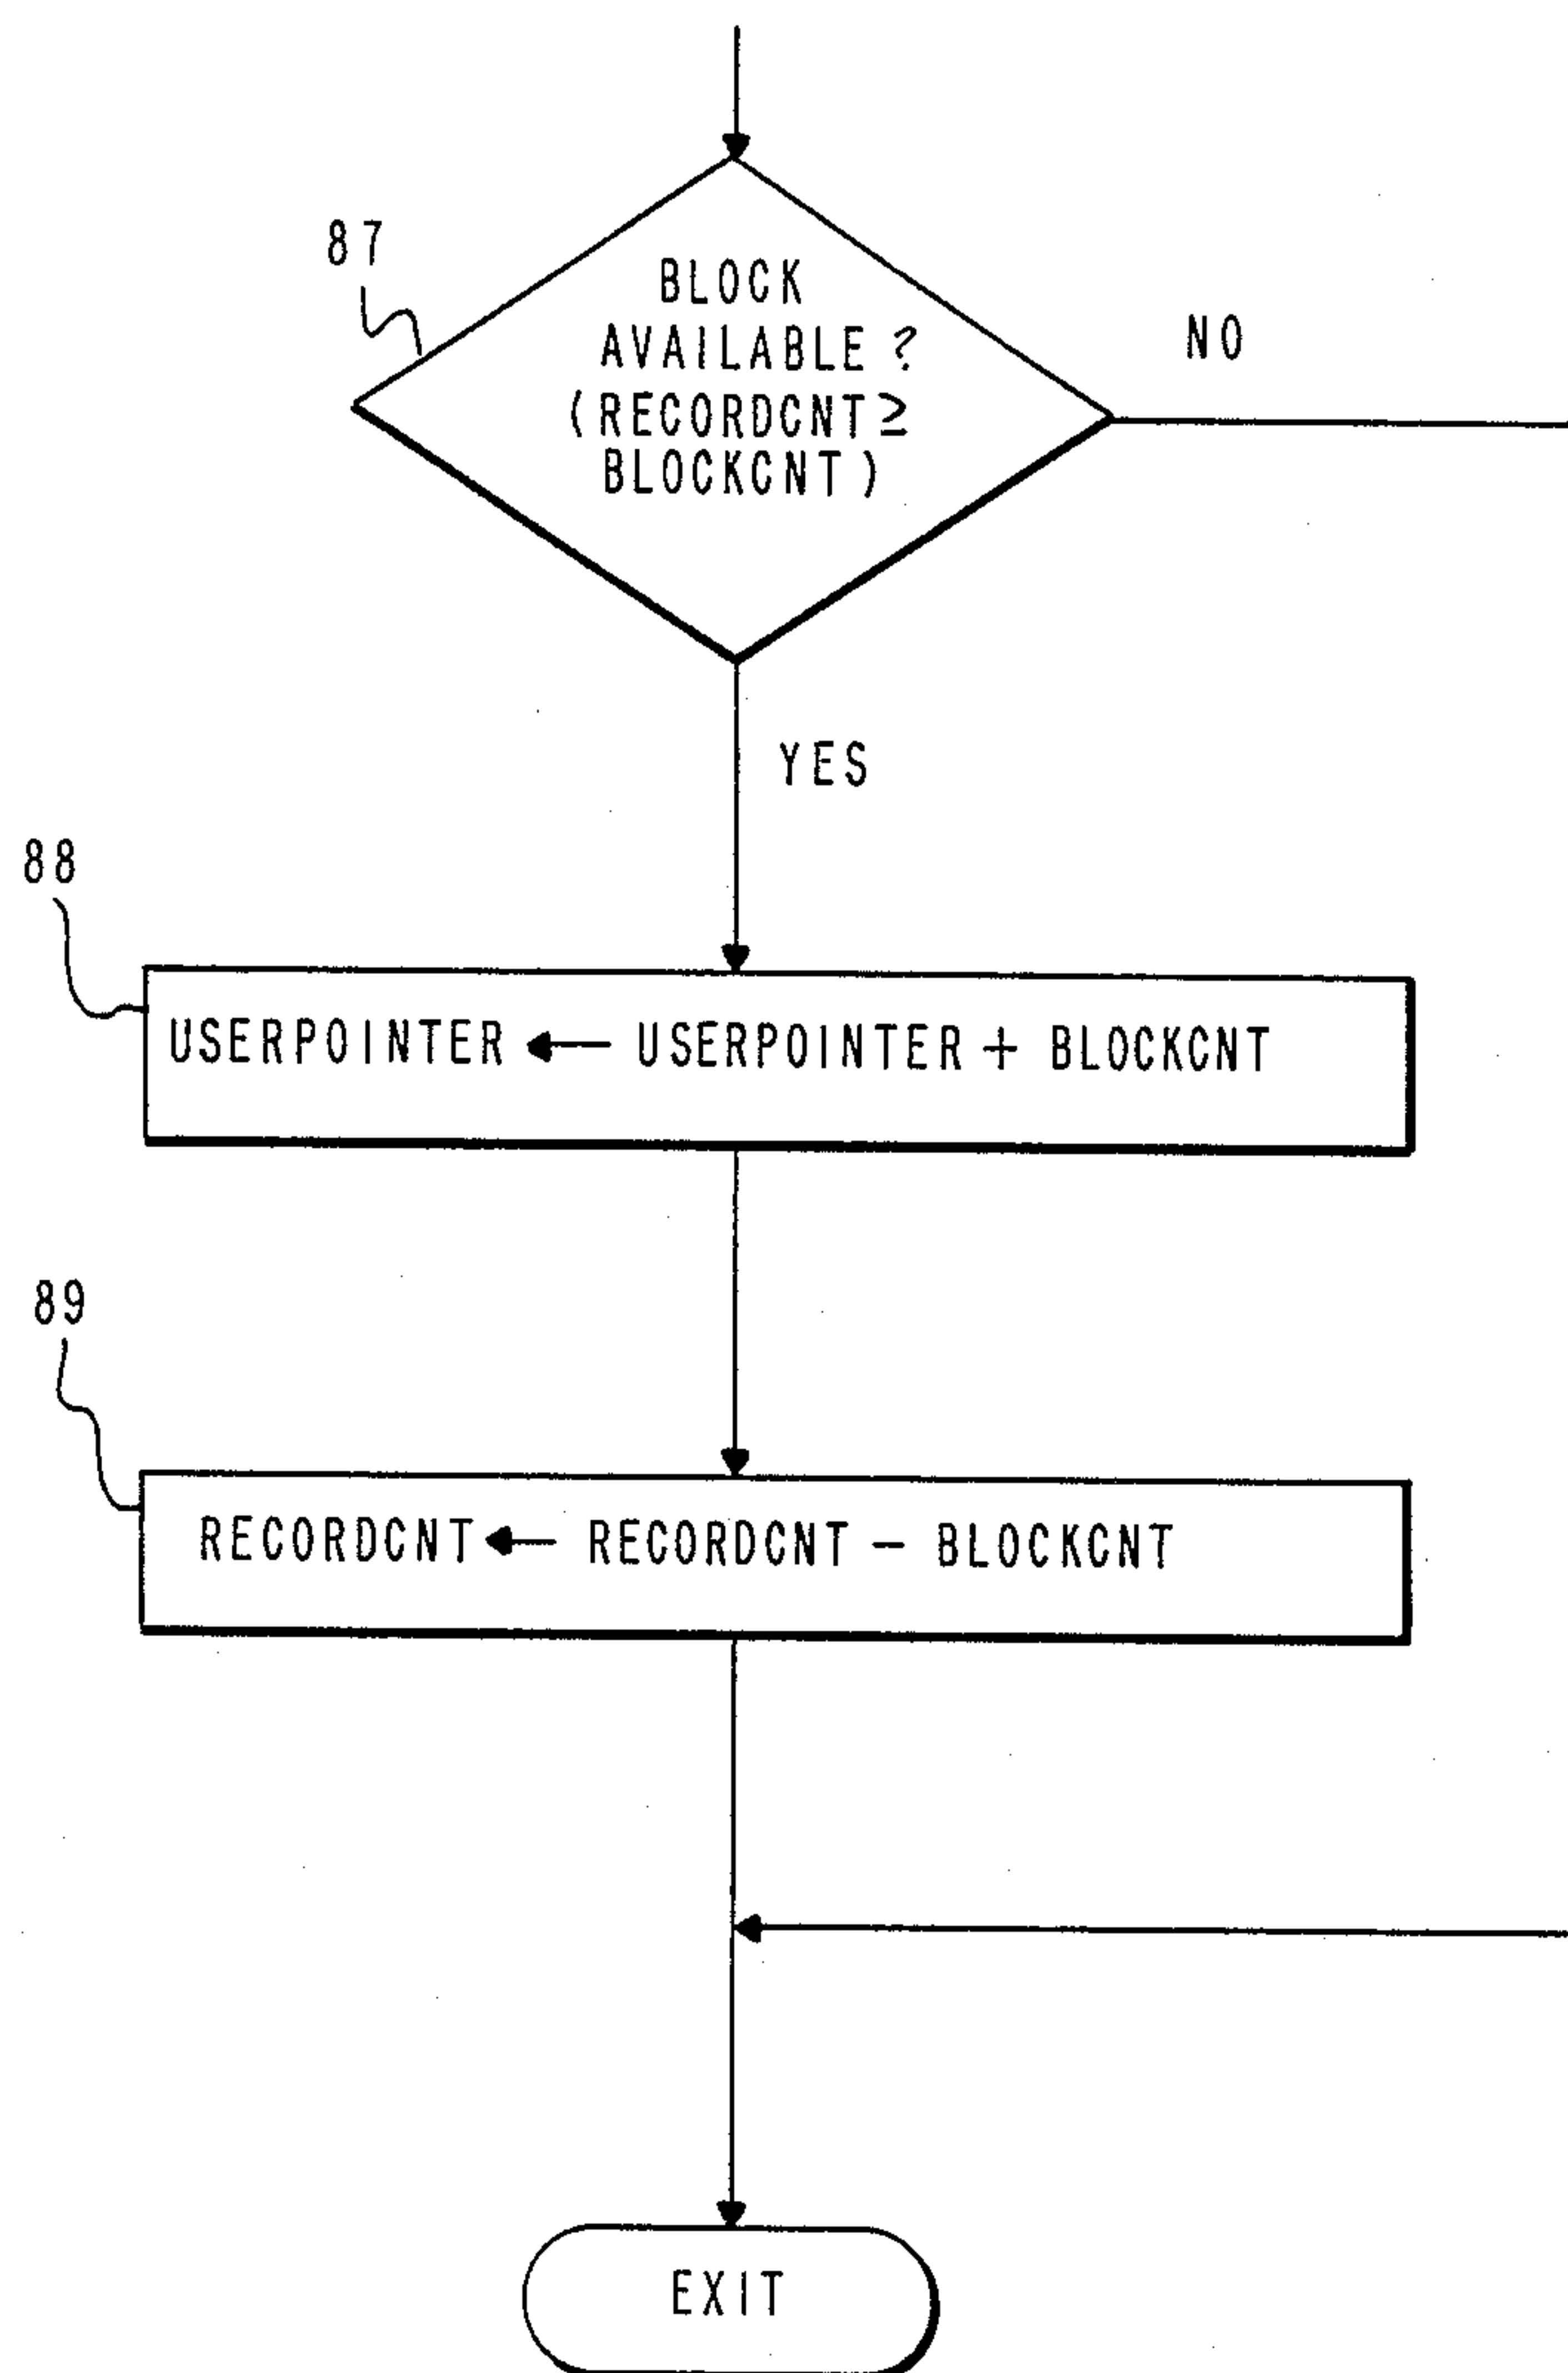 87
BLOCK
AVAILABLE ?
(RECORDCNT ≥
BLOCKCNT)
NO
YES
88
USERPOINTER ← USERPOINTER + BLOCKCNT
89
RECORDCNT ← RECORDCNT - BLOCKCNT
EXIT